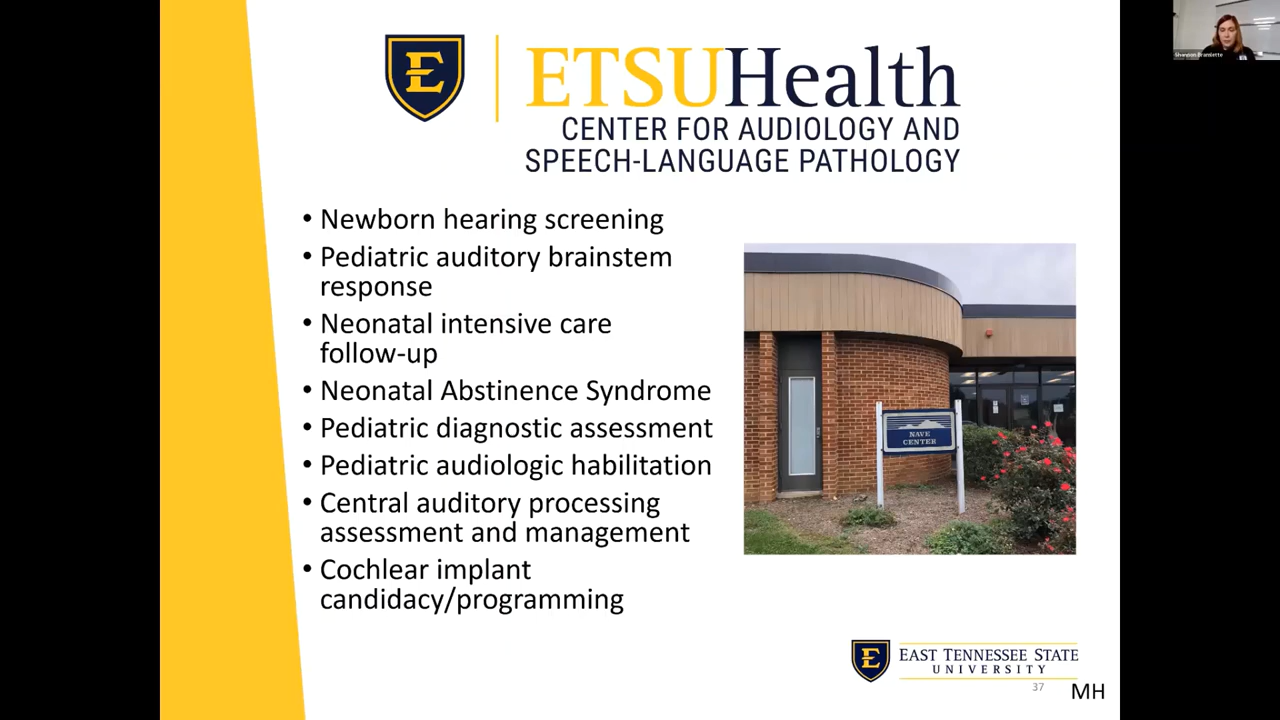 Shannon Bramlette
E
ETSUHealth
CENTER FOR AUDIOLOGY AND
SPEECH-LANGUAGE PATHOLOGY
• Newborn hearing screening
• Pediatric auditory brainstem
response
• Neonatal intensive care
follow-up
• Neonatal Abstinence Syndrome
• Pediatric diagnostic assessment
• Pediatric audiologic habilitation
• Central auditory processing
assessment and management
• Cochlear implant
candidacy/programming
NAVE
CENTER
E
EAST TENNESSEE STATE
UNIVERSITY
37
MH